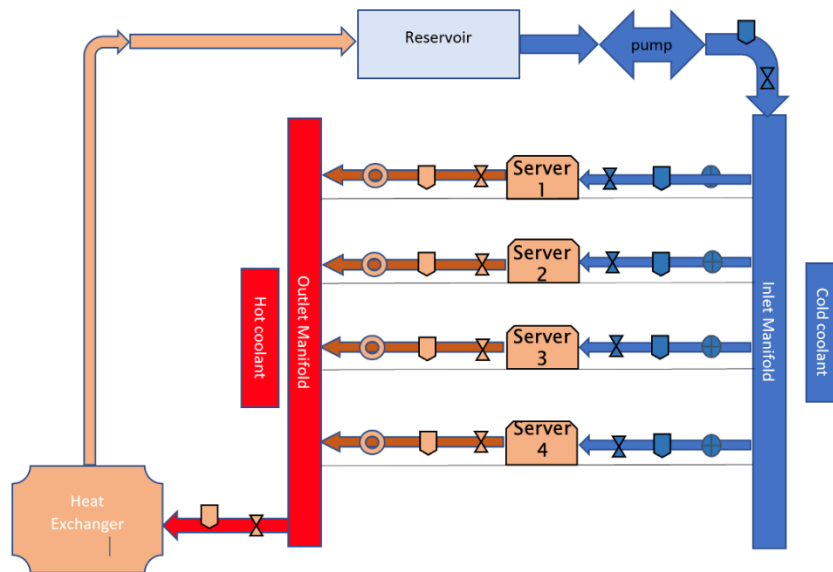 Reservoir
pump
Server
1
Server
2
Server
3
Server
4
Hot coolant
Outlet Manifold
Inlet Manifold
Cold coolant
Heat
Exchanger